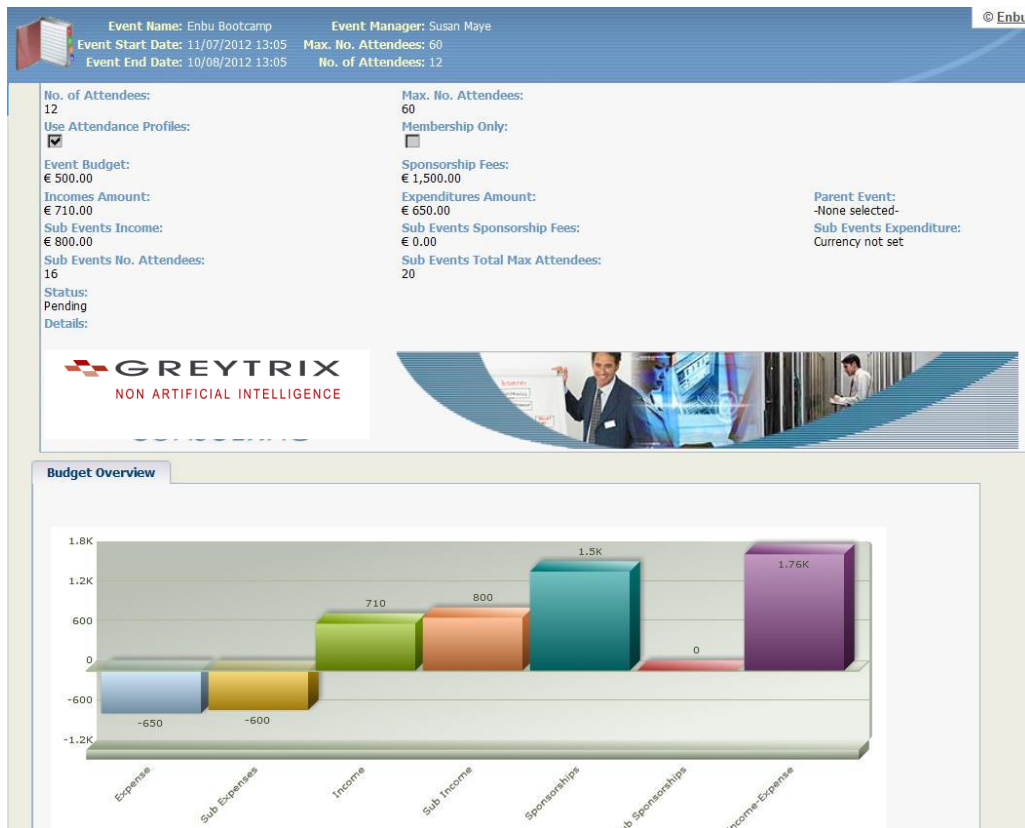 © Enbu
Event Name: Enbu Bootcamp Event Manager: Susan Maye
Event Start Date: 11/07/2012 13:05 Max. No. Attendees: 60
Event End Date: 10/08/2012 13:05 No. of Attendees: 12
No. of Attendees: Max. No. Attendees:
12 60
Use Attendance Profiles: Membership Only:
Event Budget: Sponsorship Fees:
€ 500.00 € 1,500.00
Incomes Amount: Expenditures Amount: Parent Event:
€ 710.00 € 650.00 -None selected-
Sub Events Income: Sub Events Sponsorship Fees: Sub Events Expenditure:
€ 800.00 € 0.00 Currency not set
Sub Events No. Attendees: Sub Events Total Max Attendees:
16 20
Status:
Pending
Details:
GREYTRIX
NON ARTIFICIAL INTELLIGENCE
Budget Overview
1.8K
1.2K
600
0
-600
-1.2K
-650
-600
710
800
1.5K
0
1.76K
Expense
Sub Expenses
Income
Sub Income
Sponsorships
ub Sponsorships
ncome-Expense